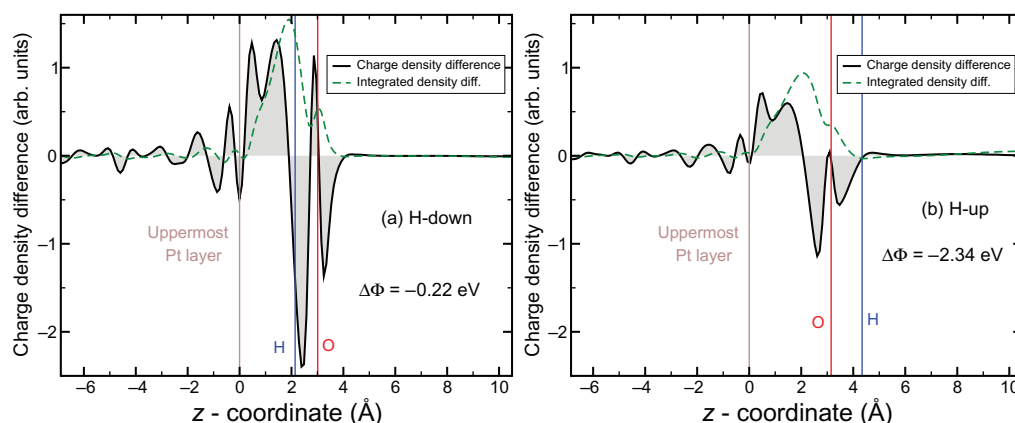 Charge density difference (arb. units)
1
0
−1
−2
Charge density difference
Integrated density diff.
(a) H-down
Uppermost
Pt layer
ΔΦ = −0.22 eV
H
O
−6 −4 −2 0 2 4 6 8 10
z - coordinate (Å)
Charge density difference (arb. units)
1
0
−1
−2
Charge density difference
Integrated density diff.
(b) H-up
Uppermost
Pt layer
ΔΦ = −2.34 eV
O
H
−6 −4 −2 0 2 4 6 8 10
z - coordinate (Å)